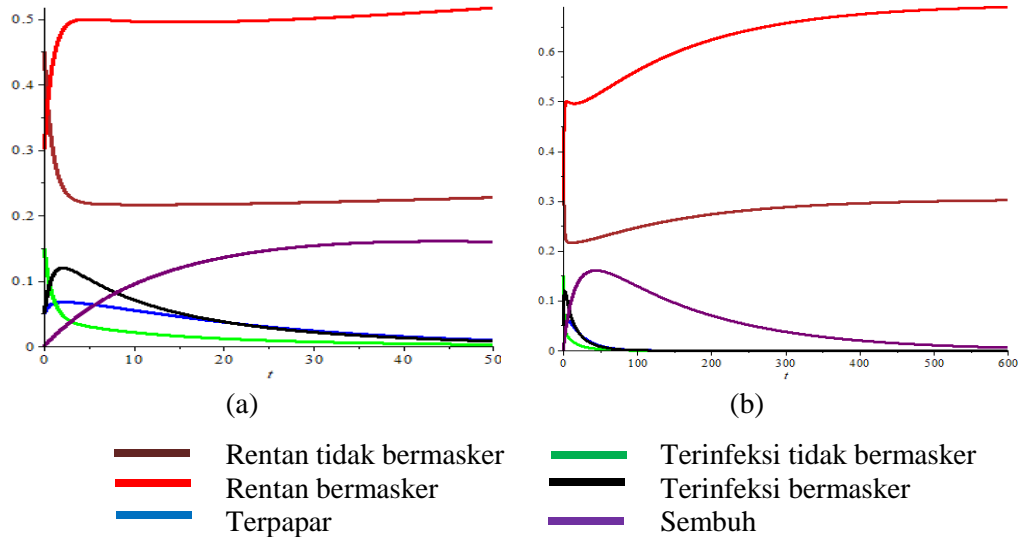 0.5
0.4
0.3
0.2
0.1
0
0 10 20 30 40 50
t
(a)
0.6
0.5
0.4
0.3
0.2
0.1
0
0 100 200 300 400 500 600
t
(b)
Rentan tidak bermasker
Rentan bermasker
Terpapar
Terinfeksi tidak bermasker
Terinfeksi bermasker
Sembuh